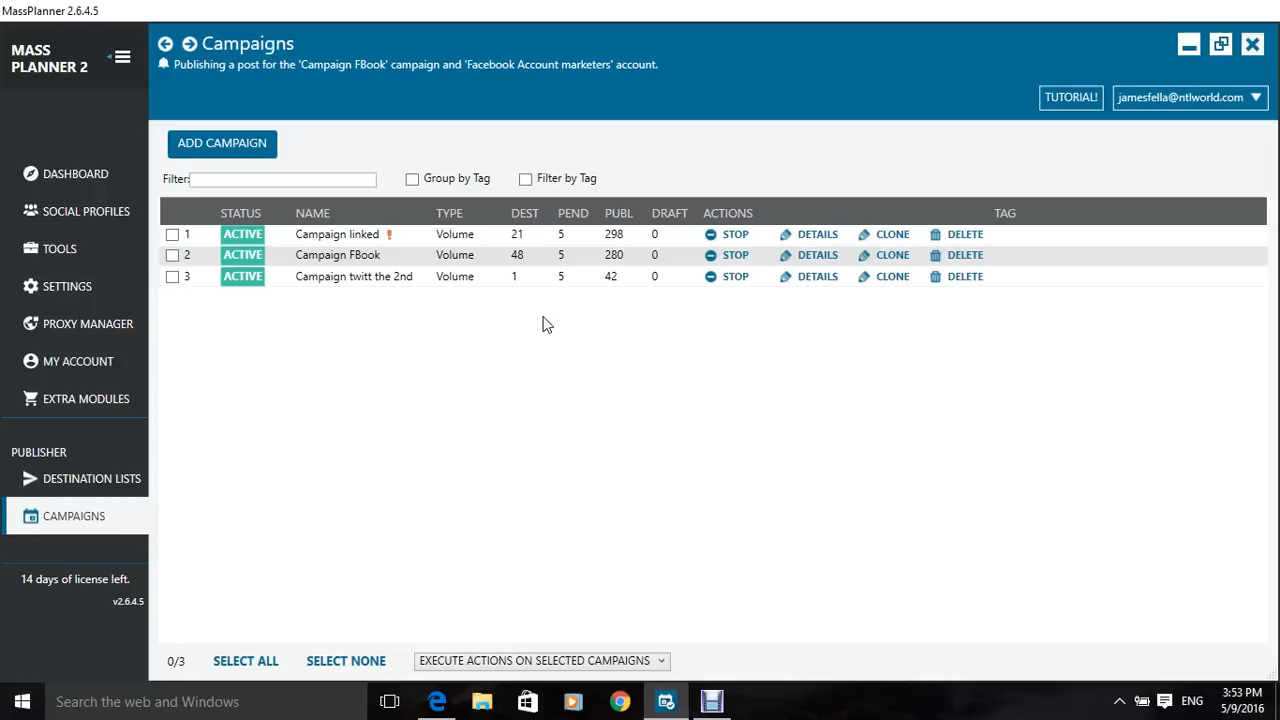 MassPlanner 2.6.4.5
MASS
PLANNER 2
Campaigns
Publishing a post for the 'Campaign FBook' campaign and 'Facebook Account marketers' account.
TUTORIAL!
jamesfella@ntlworld.com
ADD CAMPAIGN
Filter:
Group by Tag
Filter by Tag
STATUS NAME TYPE DEST PEND PUBL DRAFT ACTIONS TAG
1 ACTIVE Campaign linked ! Volume 21 5 298 0 STOP DETAILS CLONE DELETE
2 ACTIVE Campaign FBook Volume 48 5 280 0 STOP DETAILS CLONE DELETE
3 ACTIVE Campaign twitt the 2nd Volume 1 5 42 0 STOP DETAILS CLONE DELETE
DASHBOARD
SOCIAL PROFILES
TOOLS
SETTINGS
PROXY MANAGER
MY ACCOUNT
EXTRA MODULES
PUBLISHER
DESTINATION LISTS
CAMPAIGNS
14 days of license left.
v2.6.4.5
0/3 SELECT ALL SELECT NONE EXECUTE ACTIONS ON SELECTED CAMPAIGNS
Search the web and Windows
ENG
3:53 PM
5/9/2016